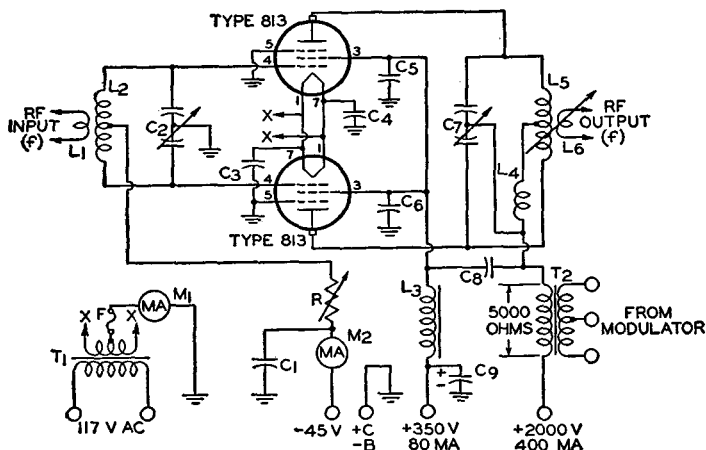 TYPE 813
5
4
3
C5
L2
1
7
C4
X
X
RF
INPUT
(f)
L1
C2
C7
L5
RF
OUTPUT
(f)
L6
L4
7
1
C3
4
5
3
C6
TYPE 813
C8
T2
R
L3
5000
OHMS
FROM
MODULATOR
M1
MA
X F X
T1
M2
MA
C1
+
-
C9
117 V AC
-45V
+C
-B
+350 V
80 MA
+2000 V
400 MA